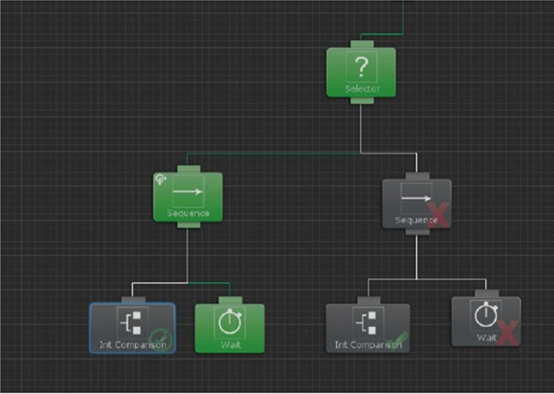 ?
Selector
Sequence
Sequence
Int Comparison
Wait
Int Comparison
Wait